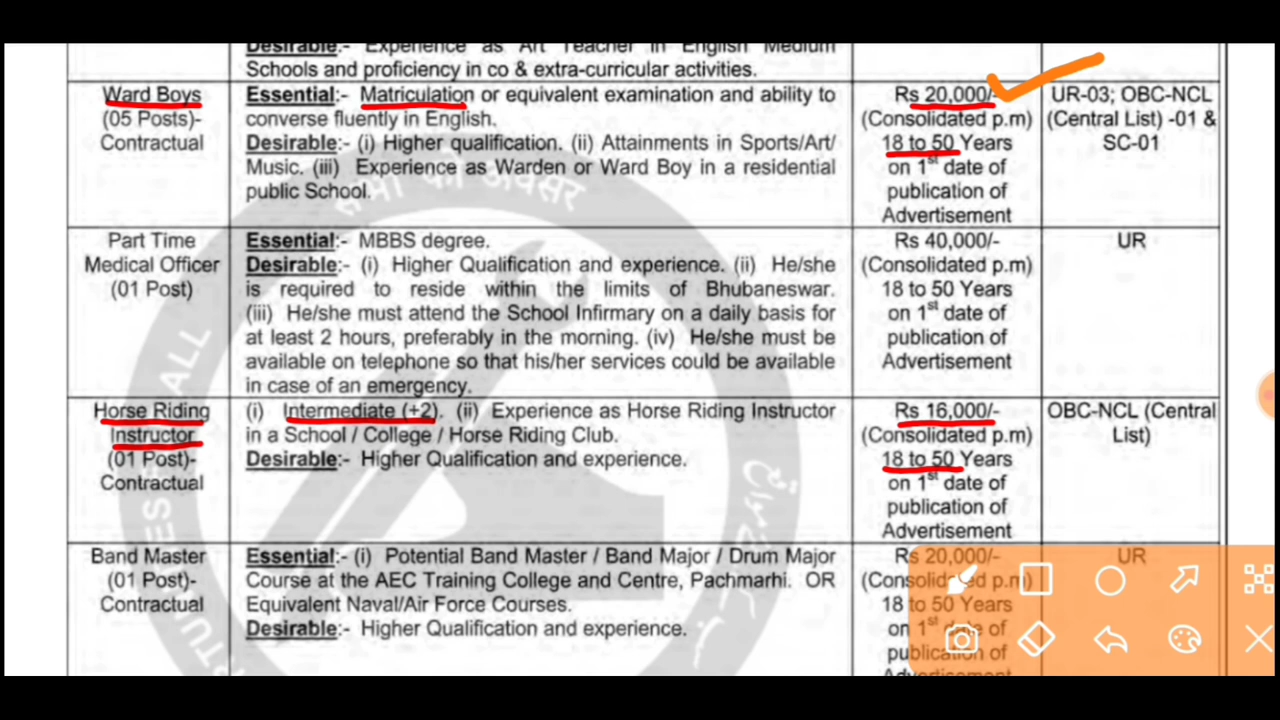 Desirable:- Experience as Art Teacher in English Medium
Schools and proficiency in co & extra-curricular activities.
Ward Boys
(05 Posts)-
Contractual
Essential:- Matriculation or equivalent examination and ability to
converse fluently in English.
Desirable:- (i) Higher qualification. (ii) Attainments in Sports/Art/
Music. (iii) Experience as Warden or Ward Boy in a residential
public School.
Rs 20,000/-
(Consolidated p.m)
18 to 50 Years
on 1st date of
publication of
Advertisement
UR-03; OBC-NCL
(Central List) -01 &
SC-01
Part Time
Medical Officer
(01 Post)
Essential:- MBBS degree.
Desirable:- (i) Higher Qualification and experience. (ii) He/she
is required to reside within the limits of Bhubaneswar.
(iii) He/she must attend the School Infirmary on a daily basis for
at least 2 hours, preferably in the morning. (iv) He/she must be
available on telephone so that his/her services could be available
in case of an emergency.
Rs 40,000/-
(Consolidated p.m)
18 to 50 Years
on 1st date of
publication of
Advertisement
UR
Horse Riding
Instructor
(01 Post)-
Contractual
(i) Intermediate (+2). (ii) Experience as Horse Riding Instructor
in a School / College / Horse Riding Club.
Desirable:- Higher Qualification and experience.
Rs 16,000/-
(Consolidated p.m)
18 to 50 Years
on 1st date of
publication of
Advertisement
OBC-NCL (Central
List)
Band Master
(01 Post)-
Contractual
Essential:- (i) Potential Band Master / Band Major / Drum Major
Course at the AEC Training College and Centre, Pachmarhi. OR
Equivalent Naval/Air Force Courses.
Desirable:- Higher Qualification and experience.
Rs 20,000/-
(Consolidated p.m)
18 to 50 Years
on 1st date of
publication of
UR
ALL